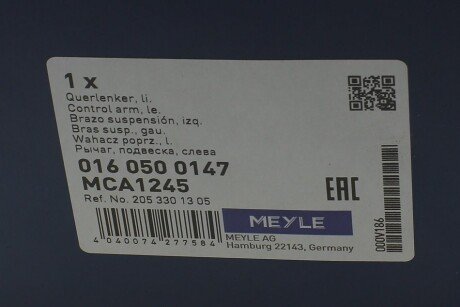 1 x
Querlenker, li.
Control arm, le.
Brazo suspensión, izq.
Bras susp., gau.
Wahacz poprz., l.
Рычаг, подвеска, слева
016 050 0147
MCA1245
Ref. No. 205 330 13 05
EAC
MEYLE
4 040074 277584
MEYLE AG
Hamburg 22143, Germany
000V186